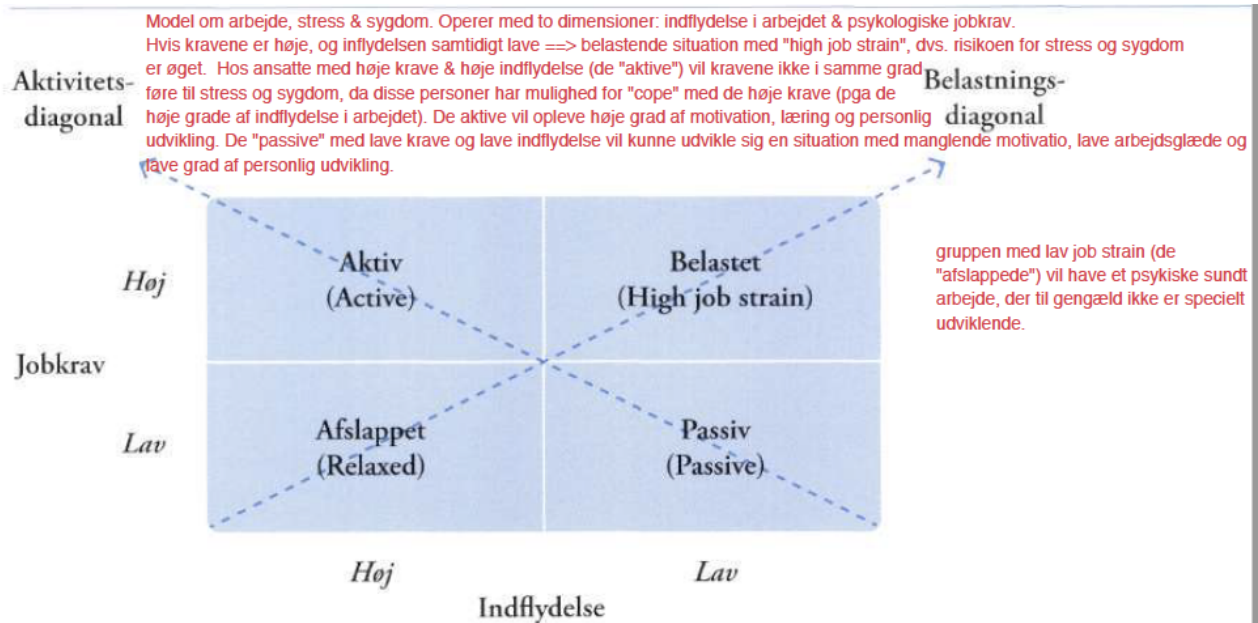 Model om arbejde, stress & sygdom. Operer med to dimensioner: indflydelse i arbejdet & psykologiske jobkrav.
Hvis kravene er høje, og inflydelsen samtidigt lave ==> belastende situation med "high job strain", dvs. risikoen for stress og sygdom
er øget. Hos ansatte med høje krave & høje indflydelse (de "aktive") vil kravene ikke i samme grad
føre til stress og sygdom, da disse personer har mulighed for "cope" med de høje krave (pga de
høje grade af indflydelse i arbejdet). De aktive vil opleve høje grad af motivation, læring og personlig
udvikling. De "passive" med lave krave og lave indflydelse vil kunne udvikle sig en situation med manglende motivatio, lave arbejdsglæde og
lave grad af personlig udvikling.
Aktivitets-
diagonal
Belastnings-
diagonal
Høj
Aktiv
(Active)
Belastet
(High job strain)
gruppen med lav job strain (de
"afslappede") vil have et psykiske sundt
arbejde, der til gengæld ikke er specielt
udviklende.
Jobkrav
Lav
Afslappet
(Relaxed)
Passiv
(Passive)
Høj
Lav
Indflydelse